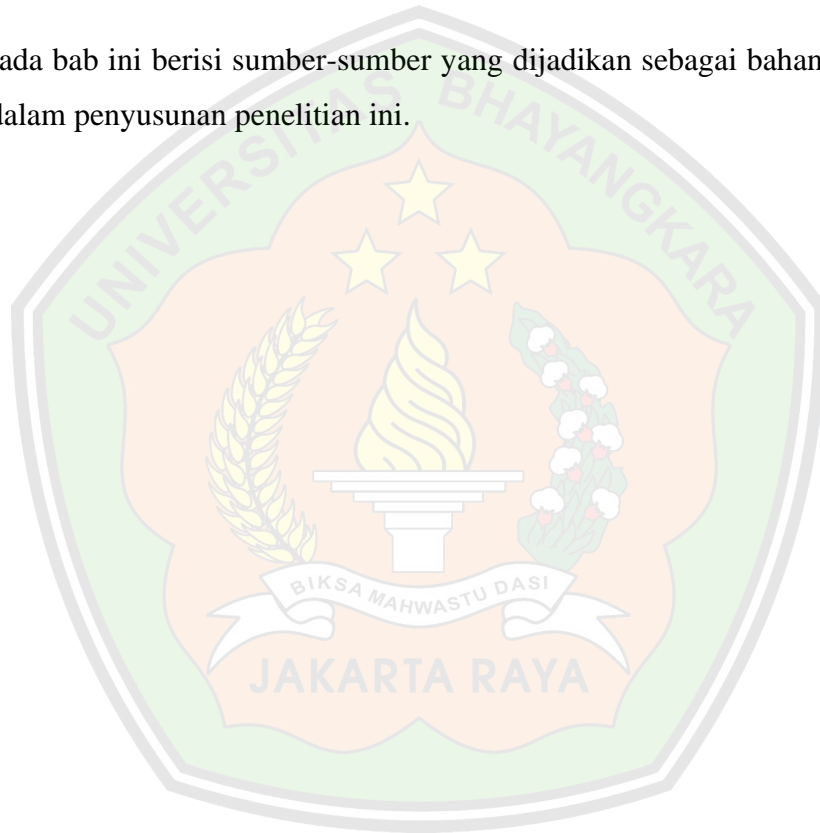 ada bab ini berisi sumber-sumber yang dijadikan sebagai bahan
dalam penyusunan penelitian ini.
UNIVERSITAS BHAYANGKARA
BIKSA MAHWASTU DASI
JAKARTA RAYA